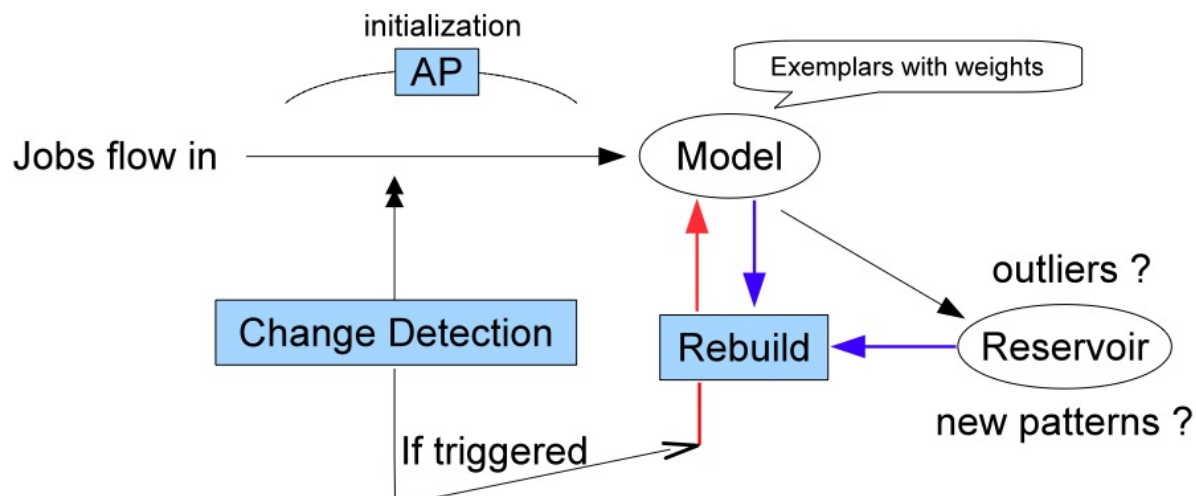 initialization
AP
Exemplars with weights
Jobs flow in
Model
outliers ?
Change Detection
Rebuild
Reservoir
new patterns ?
If triggered